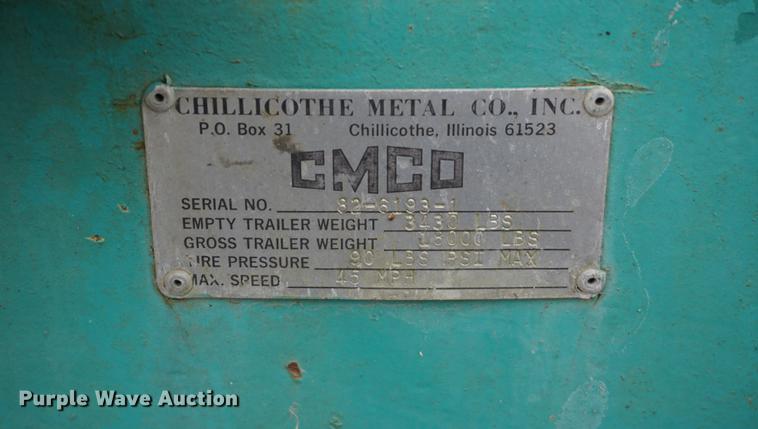 CHILLICOTHE METAL CO., INC.
P.O. Box 31 Chillicothe, Illinois 61523
CMCO
SERIAL NO. 82-6193-1
EMPTY TRAILER WEIGHT 3430 LBS
GROSS TRAILER WEIGHT 18000 LBS
TIRE PRESSURE 90 LBS PSI MAX
MAX. SPEED 45 MPH
Purple Wave Auction